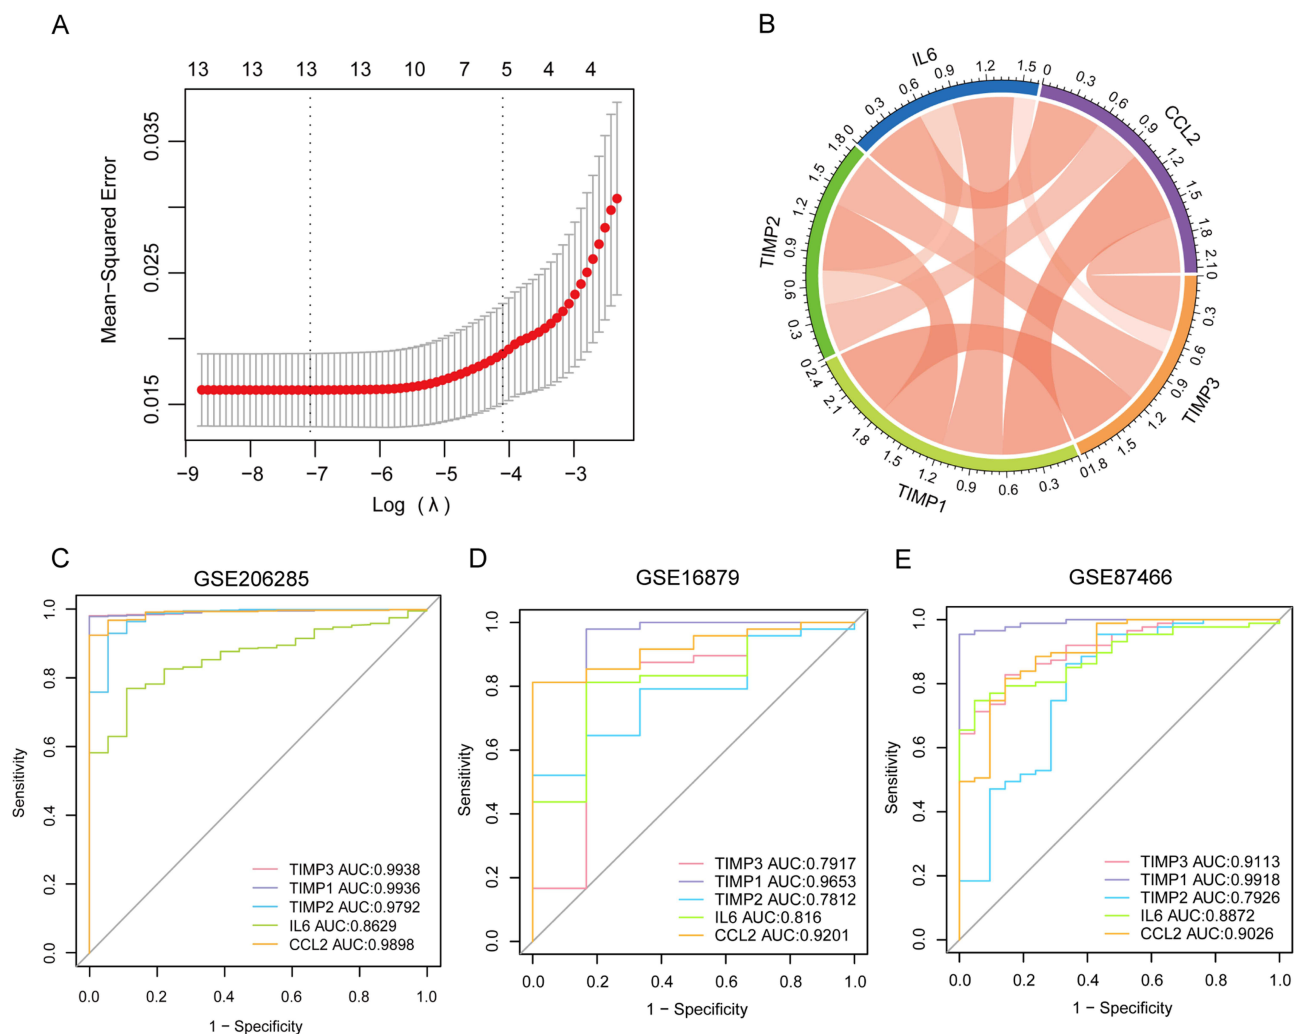 A
13 13 13 13 10 7 5 4 4
Mean−Squared Error
0.035
0.025
0.015
−9 −8 −7 −6 −5 −4 −3
Log (λ)
B
IL6
0 0.3 0.6 0.9 1.2 1.5
CCL2
0 0.3 0.6 0.9 1.2 1.5 1.8 2.1
TIMP3
0 0.3 0.6 0.9 1.2 1.5 1.8
TIMP1
0 0.3 0.6 0.9 1.2 1.5 1.8 2.1 2.4
TIMP2
0 0.3 0.6 0.9 1.2 1.5 1.8
C
GSE206285
Sensitivity
1.0
0.8
0.6
0.4
0.2
0.0
TIMP3 AUC:0.9938
TIMP1 AUC:0.9936
TIMP2 AUC:0.9792
IL6 AUC:0.8629
CCL2 AUC:0.9898
0.0 0.2 0.4 0.6 0.8 1.0
1 − Specificity
D
GSE16879
Sensitivity
1.0
0.8
0.6
0.4
0.2
0.0
TIMP3 AUC:0.7917
TIMP1 AUC:0.9653
TIMP2 AUC:0.7812
IL6 AUC:0.816
CCL2 AUC:0.9201
0.0 0.2 0.4 0.6 0.8 1.0
1 − Specificity
E
GSE87466
Sensitivity
1.0
0.8
0.6
0.4
0.2
0.0
TIMP3 AUC:0.9113
TIMP1 AUC:0.9918
TIMP2 AUC:0.7926
IL6 AUC:0.8872
CCL2 AUC:0.9026
0.0 0.2 0.4 0.6 0.8 1.0
1 − Specificity